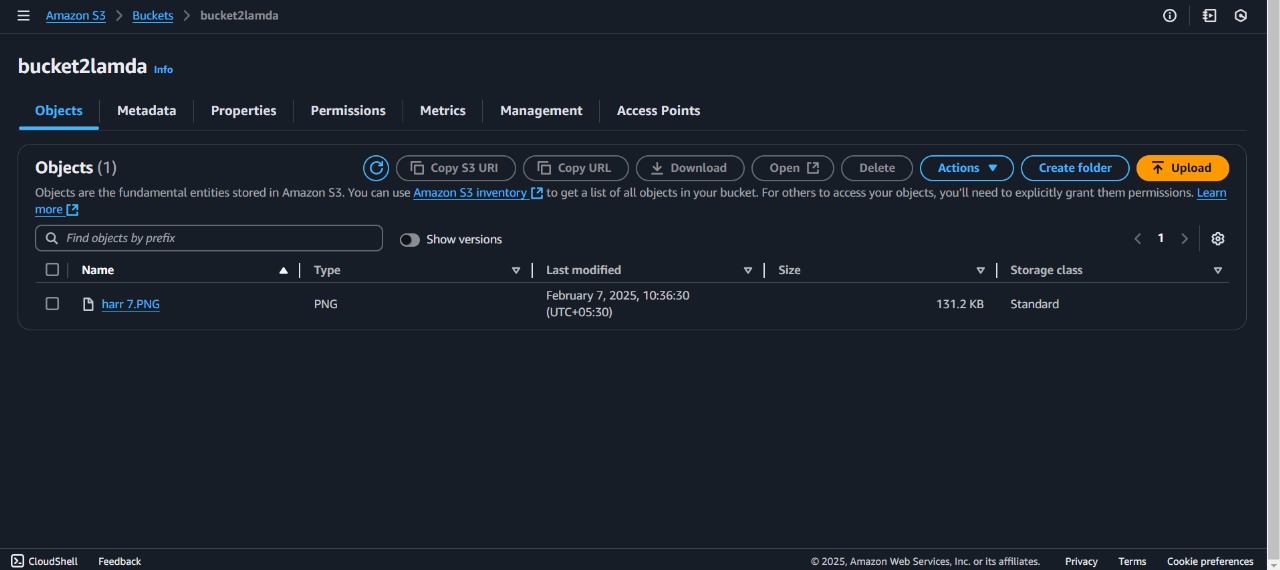 Amazon S3 > Buckets > bucket2lamda
bucket2lamda Info
Objects Metadata Properties Permissions Metrics Management Access Points
Objects (1) Copy S3 URI Copy URL Download Open Delete Actions Create folder Upload
Objects are the fundamental entities stored in Amazon S3. You can use Amazon S3 inventory to get a list of all objects in your bucket. For others to access your objects, you'll need to explicitly grant them permissions. Learn
more
Find objects by prefix Show versions 1
Name Type Last modified Size Storage class
harr 7.PNG PNG February 7, 2025, 10:36:30 131.2 KB Standard
(UTC+05:30)
CloudShell Feedback © 2025, Amazon Web Services, Inc. or its affiliates. Privacy Terms Cookie preferences